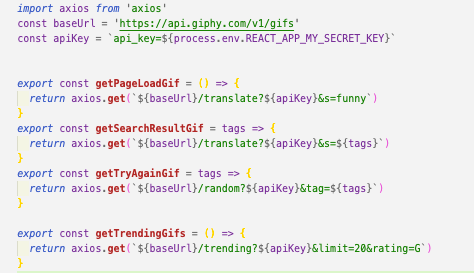 import axios from 'axios'
const baseUrl = 'https://api.giphy.com/v1/gifs'
const apiKey = `api_key=${process.env.REACT_APP_MY_SECRET_KEY}`
export const getPageLoadGif = () => {
return axios.get(`${baseUrl}/translate?${apiKey}&s=funny`)
}
export const getSearchResultGif = tags => {
return axios.get(`${baseUrl}/translate?${apiKey}&s=${tags}`)
}
export const getTryAgainGif = tags => {
return axios.get(`${baseUrl}/random?${apiKey}&tag=${tags}`)
}
export const getTrendingGifs = () => {
return axios.get(`${baseUrl}/trending?${apiKey}&limit=20&rating=G`)
}